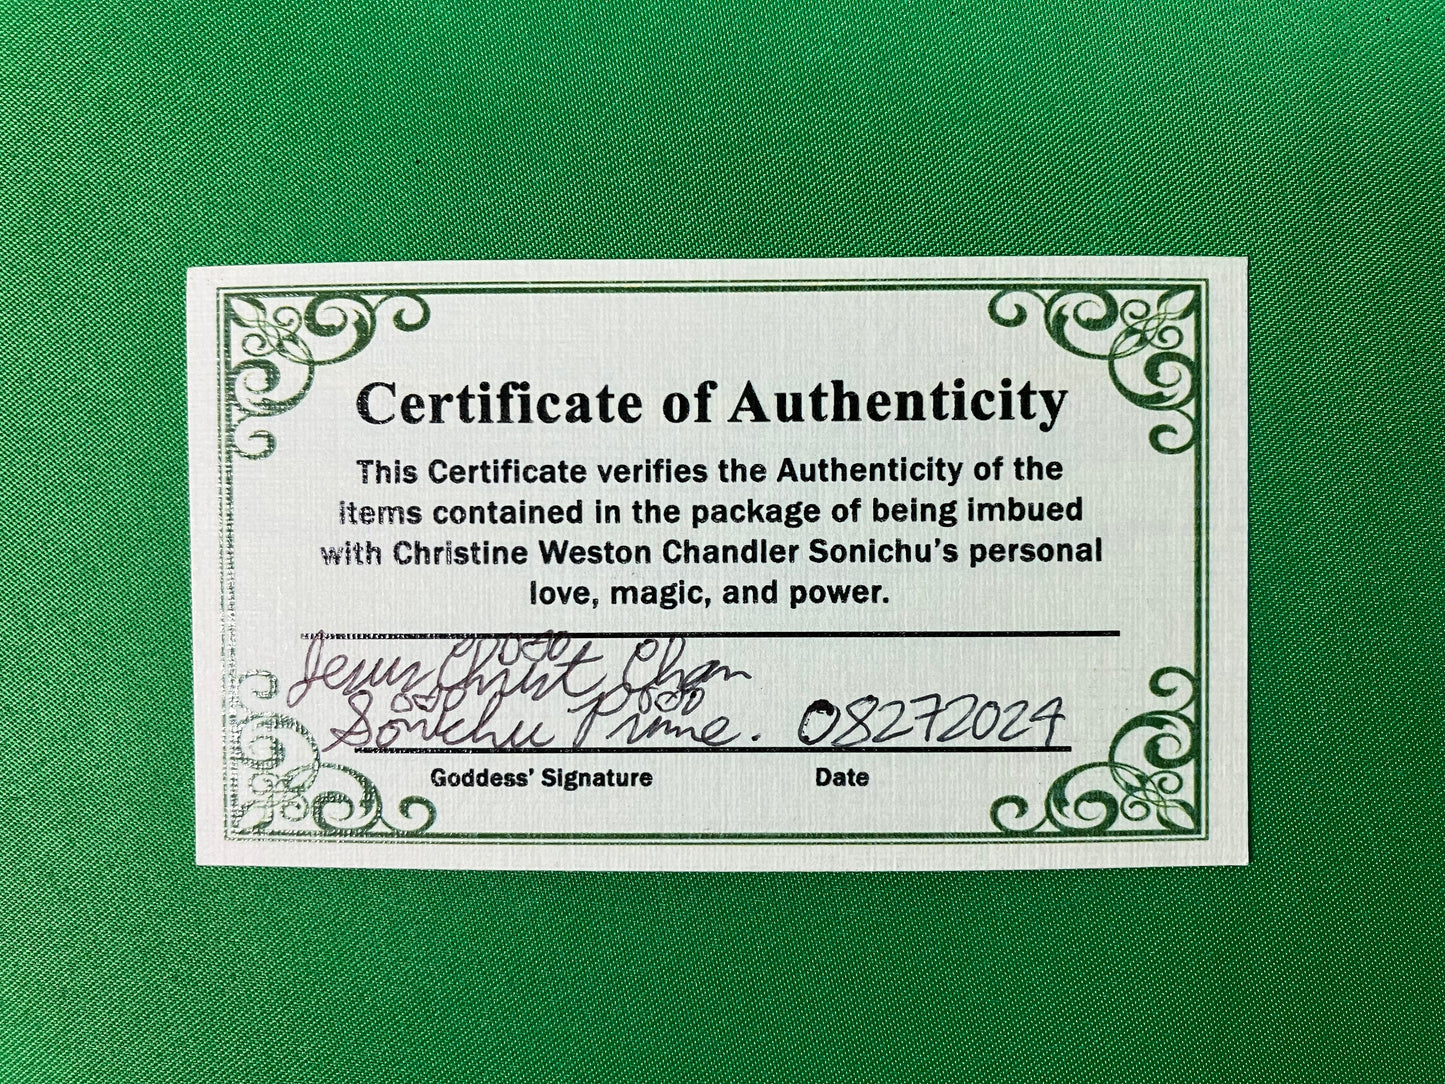 Certificate of Authenticity
This Certificate verifies the Authenticity of the
items contained in the package of being imbued
with Christine Weston Chandler Sonichu's personal
love, magic, and power.
Jesus Christ Chan
Sonichu Prime. 08272024
Goddess' Signature Date